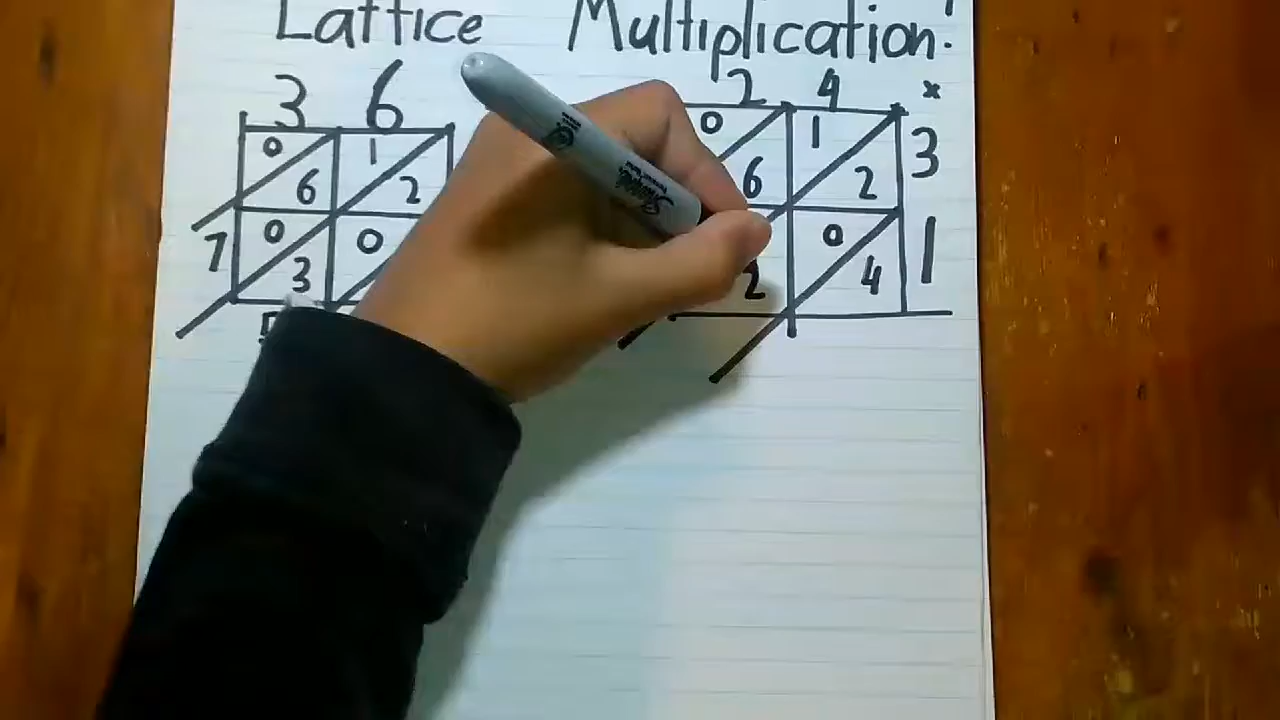 Lattice Multiplication!
3 6 2 4 x
0 1 0 1 3
6 2 6 2
7 0 0 0 1
3 2 4
Sharpie